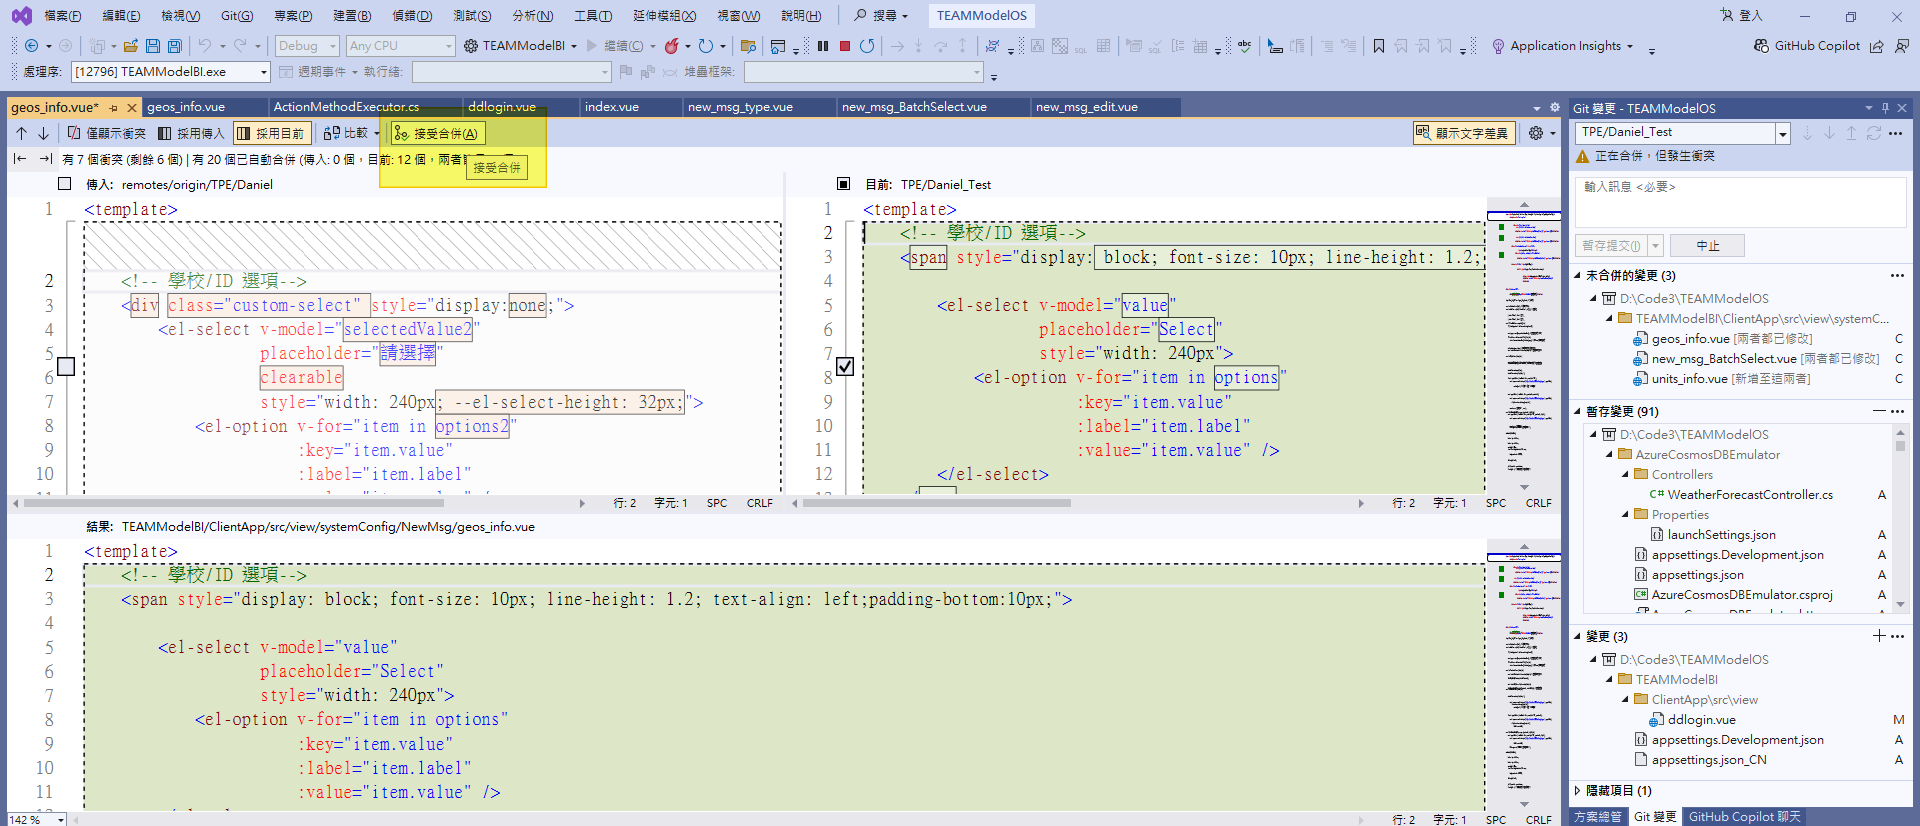 檔案(F) 編輯(E) 檢視(V) Git(G) 專案(P) 建置(B) 偵錯(D) 測試(S) 分析(N) 工具(T) 延伸模組(X) 視窗(W) 說明(H) 搜尋 TEAMModelOS 登入
Debug Any CPU TEAMModelBI 繼續(C) Application Insights GitHub Copilot
處理序: [12796] TEAMModelBI.exe 週期事件 執行緒: 堆疊框架:
geos_info.vue* geos_info.vue ActionMethodExecutor.cs ddlogin.vue index.vue new_msg_type.vue new_msg_BatchSelect.vue new_msg_edit.vue
僅顯示衝突 採用傳入 採用目前 比較 接受合併(A) 顯示文字差異
有 7 個衝突 (剩餘 6 個) | 有 20 個已自動合併 (傳入: 0 個，目前: 12 個，兩者
接受合併
傳入: remotes/origin/TPE/Daniel
1 <template>
2 <!-- 學校/ID 選項-->
3 <div class="custom-select" style="display:none;">
4 <el-select v-model="selectedValue2"
5 placeholder="請選擇"
6 clearable
7 style="width: 240px; --el-select-height: 32px;">
8 <el-option v-for="item in options2"
9 :key="item.value"
10 :label="item.label"
行: 2 字元: 1 SPC CRLF
目前: TPE/Daniel_Test
1 <template>
2 <!-- 學校/ID 選項-->
3 <span style="display: block; font-size: 10px; line-height: 1.2;
4
5 <el-select v-model="value"
6 placeholder="Select"
7 style="width: 240px">
8 <el-option v-for="item in options"
9 :key="item.value"
10 :label="item.label"
11 :value="item.value" />
12 </el-select>
行: 2 字元: 1 SPC CRLF
結果: TEAMModelBI/ClientApp/src/view/systemConfig/NewMsg/geos_info.vue
1 <template>
2 <!-- 學校/ID 選項-->
3 <span style="display: block; font-size: 10px; line-height: 1.2; text-align: left;padding-bottom:10px;">
4
5 <el-select v-model="value"
6 placeholder="Select"
7 style="width: 240px">
8 <el-option v-for="item in options"
9 :key="item.value"
10 :label="item.label"
11 :value="item.value" />
142 % 行: 2 字元: 1 SPC CRLF
Git 變更 - TEAMModelOS
TPE/Daniel_Test
正在合併，但發生衝突
輸入訊息 <必要>
暫存提交(I) 中止
未合併的變更 (3)
D:\Code3\TEAMModelOS
TEAMModelBI\ClientApp\src\view\systemC...
geos_info.vue [兩者都已修改] C
new_msg_BatchSelect.vue [兩者都已修改] C
units_info.vue [新增至這兩者] C
暫存變更 (91)
D:\Code3\TEAMModelOS
AzureCosmosDBEmulator
Controllers
C# WeatherForecastController.cs A
Properties
launchSettings.json A
appsettings.Development.json A
appsettings.json A
AzureCosmosDBEmulator.csproj A
變更 (3)
D:\Code3\TEAMModelOS
TEAMModelBI
ClientApp\src\view
ddlogin.vue M
appsettings.Development.json A
appsettings.json_CN A
隱藏項目 (1)
方案總管 Git 變更 GitHub Copilot 聊天